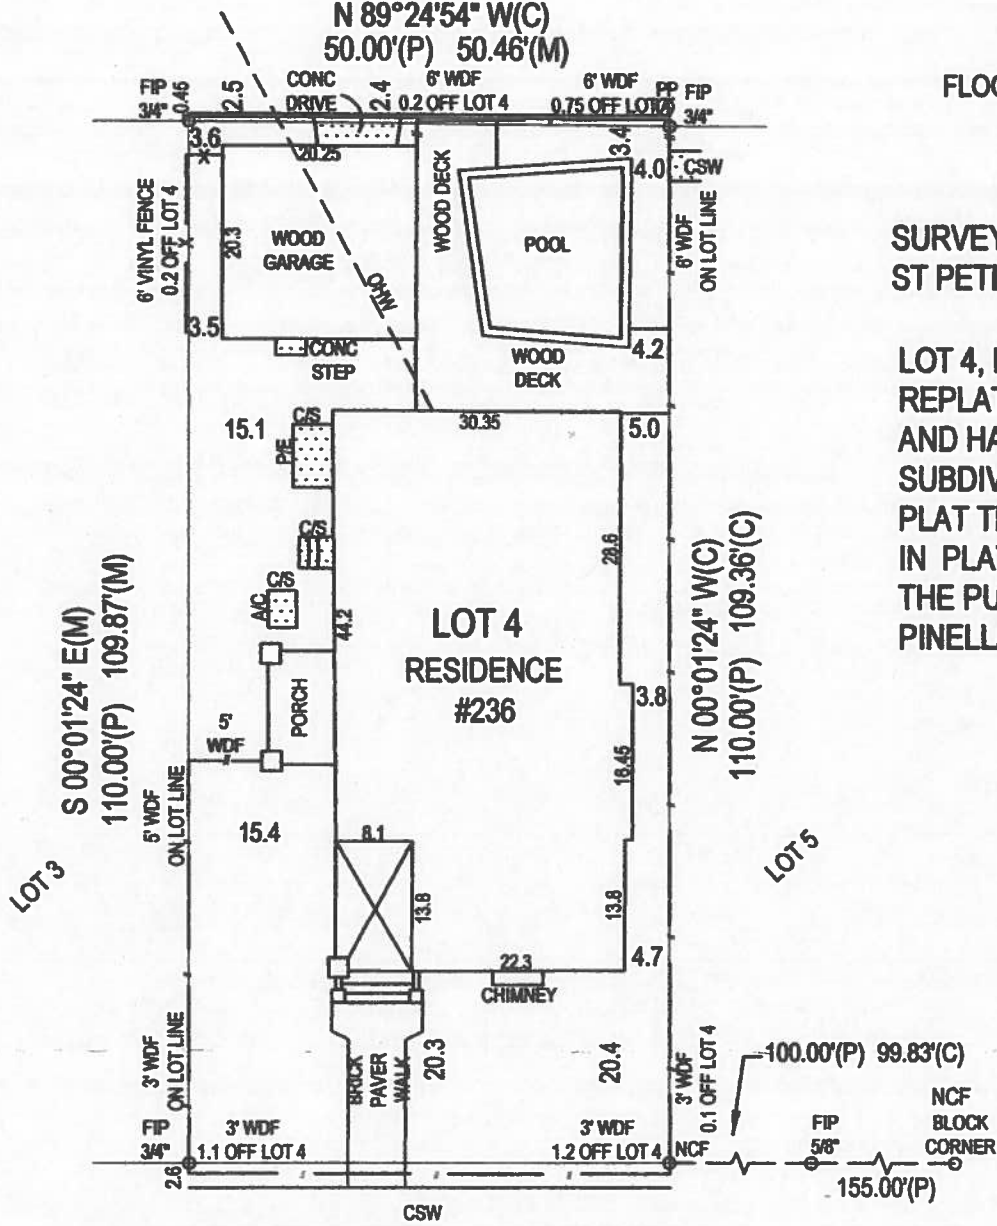 N 89°24'54" W(C)
50.00'(P) 50.46'(M)
FLOO
FIP
3/4"
0.45
2.5
CONC
DRIVE
2.4
6' WDF
0.2 OFF LOT 4
6' WDF
0.75 OFF LOT
PP
FIP
3/4"
3.6
20.25
3.4
4.0
CSW
6' VINYL FENCE
0.2 OFF LOT 4
20.3
WOOD
GARAGE
WOOD DECK
POOL
6' WDF
ON LOT LINE
OHW
3.5
CONC
STEP
WOOD
DECK
4.2
SURVEY
ST PETE
LOT 4,
REPLAT
AND HA
SUBDIV
PLAT TH
IN PLAT
THE PU
PINELL
30.35
5.0
15.1
C/S
P/E
C/S
C/S
A/C
44.2
28.6
LOT 4
RESIDENCE
#236
S 00°01'24" E(M)
110.00'(P) 109.87'(M)
N 00°01'24" W(C)
110.00'(P) 109.36'(C)
PORCH
3.8
5'
WDF
16.45
5' WDF
ON LOT LINE
15.4
8.1
LOT 3
LOT 5
13.8
13.8
22.3
4.7
CHIMNEY
3' WDF
ON LOT LINE
BRICK
PAVER
WALK
20.3
20.4
3' WDF
0.1 OFF LOT 4
100.00'(P) 99.83'(C)
FIP
3/4"
3' WDF
1.1 OFF LOT 4
3' WDF
1.2 OFF LOT 4
NCF
FIP
5/8"
NCF
BLOCK
CORNER
2.6
155.00'(P)
CSW